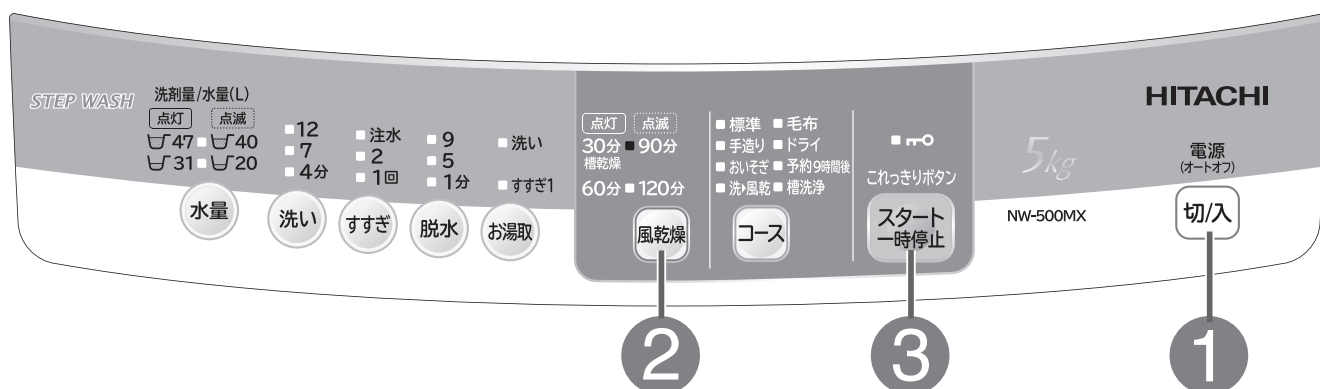 STEP WASH
洗剤量/水量(L)
点灯 点滅
47 40
31 20
水量
12
7
4分
洗い
注水
2
1回
すすぎ
9
5
1分
脱水
洗い
すすぎ1
お湯取
点灯 点滅
30分 90分
槽乾燥
60分 120分
風乾燥
標準 毛布
手造り ドライ
おいそぎ 予約9時間後
洗▶風乾 槽洗浄
コース
これっきりボタン
スタート
一時停止
5kg
NW-500MX
HITACHI
電源
(オートオフ)
切/入
2
3
1